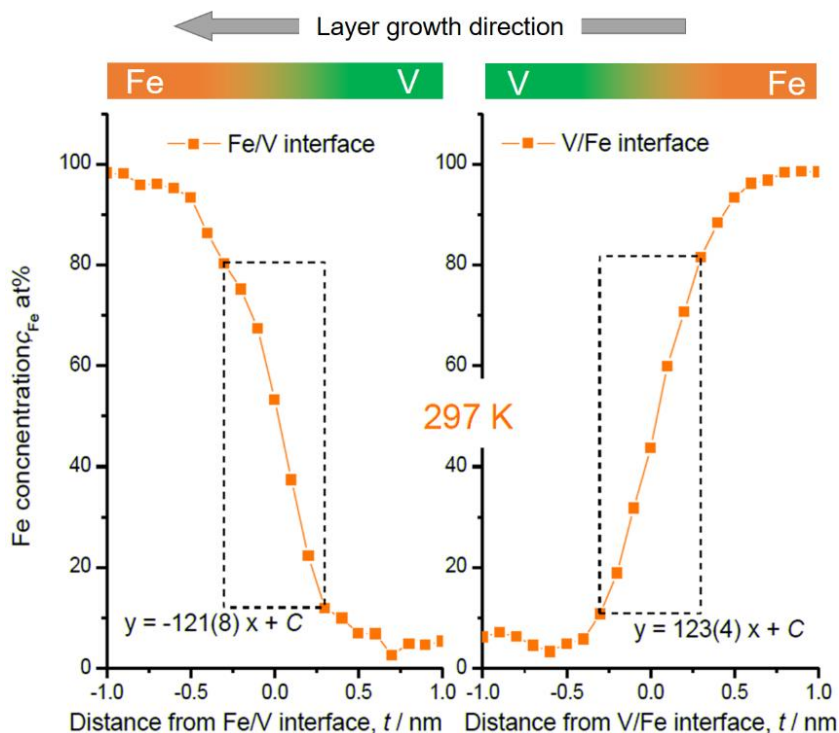 Layer growth direction
Fe V V Fe
Fe/V interface
V/Fe interface
100
80
60
40
20
0
100
80
60
40
20
0
Fe concnentration c_Fe at%
297 K
y = -121(8) x + C
y = 123(4) x + C
-1.0 -0.5 0.0 0.5 1.0
-1.0 -0.5 0.0 0.5 1.0
Distance from Fe/V interface, t / nm
Distance from V/Fe interface, t / nm